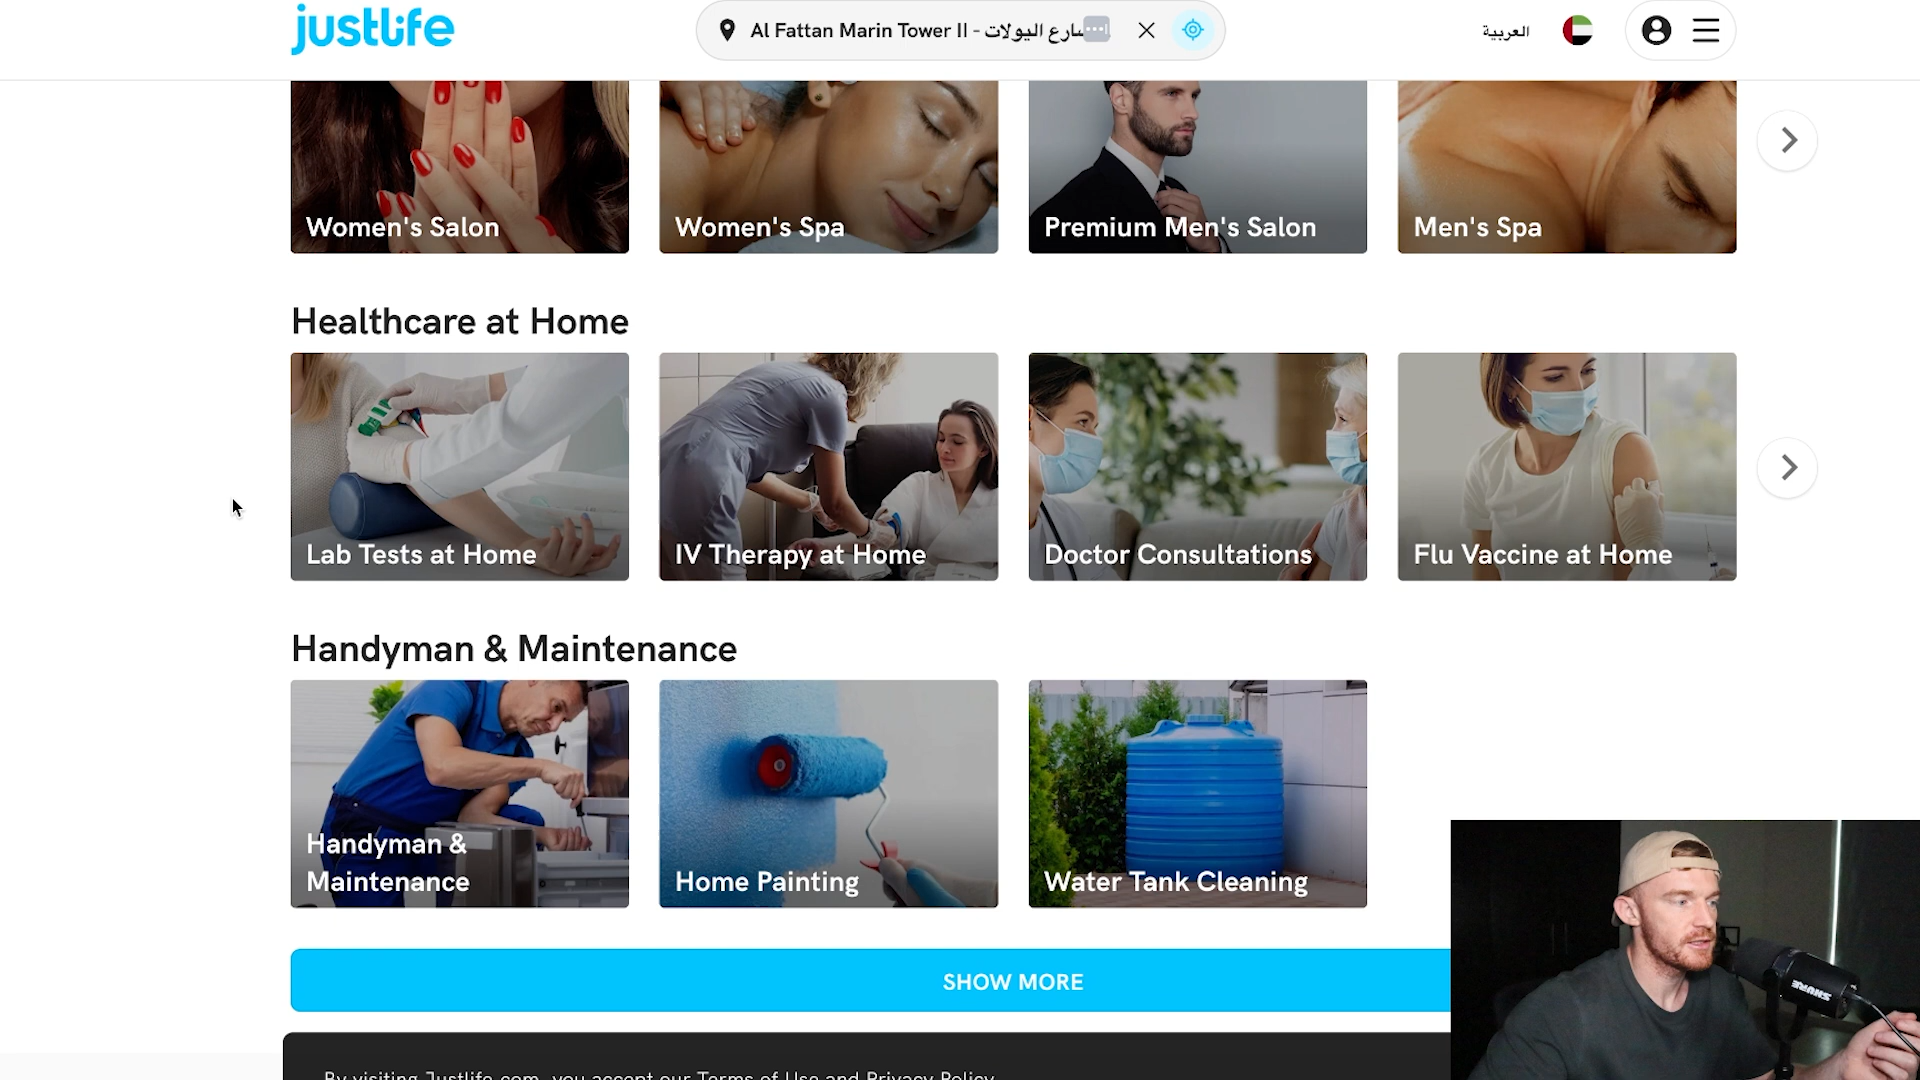 justlife
Al Fattan Marin Tower II - شارع اليولات
العربية
Women's Salon
Women's Spa
Premium Men's Salon
Men's Spa
Healthcare at Home
Lab Tests at Home
IV Therapy at Home
Doctor Consultations
Flu Vaccine at Home
Handyman & Maintenance
Handyman &
Maintenance
Home Painting
Water Tank Cleaning
SHOW MORE
By visiting Justlife.com, you accept our Terms of Use and Privacy Policy
SHURE